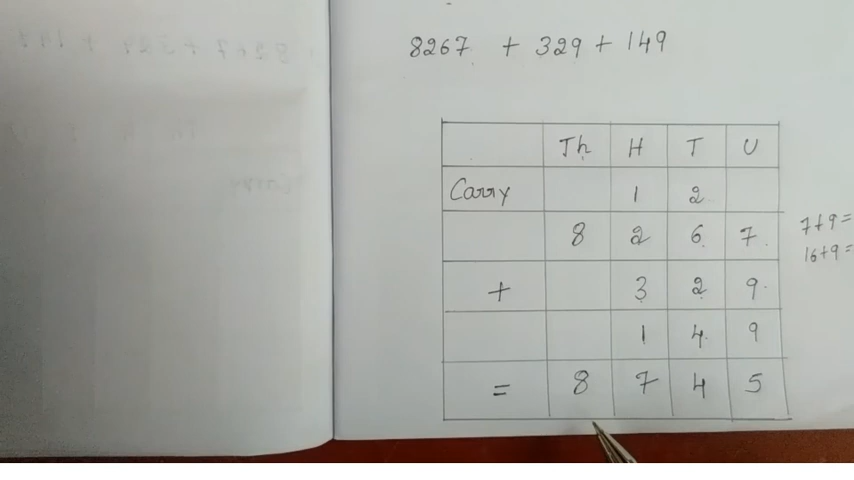 8267 + 329 + 149
Th H T U
Carry 1 2
8 2 6 7
7+9=
+ 3 2 9
16+9=
1 4 9
= 8 7 4 5